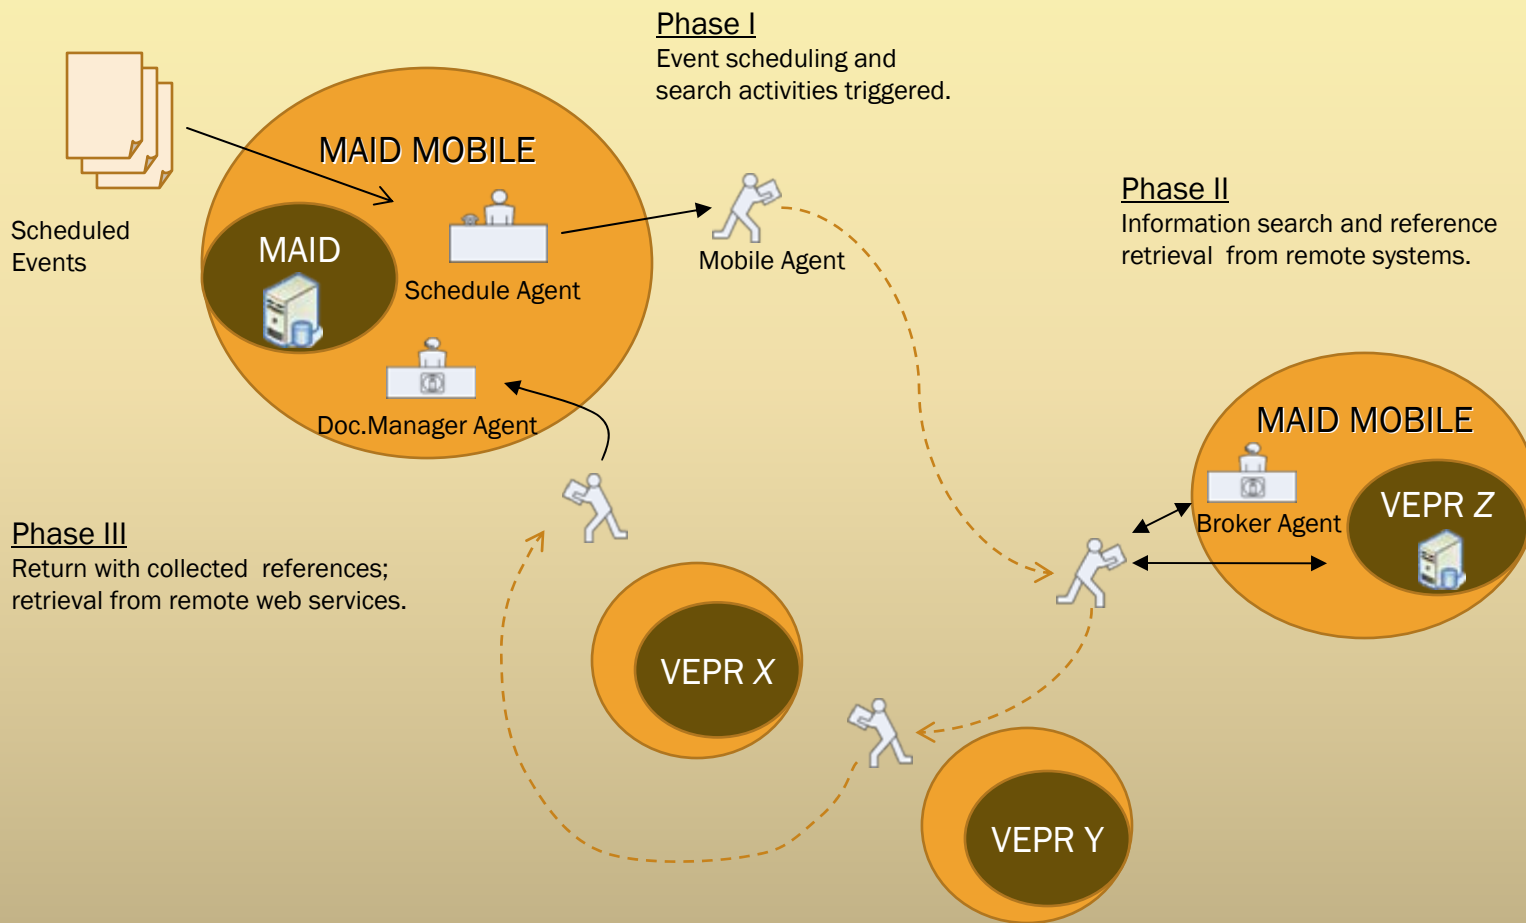 Phase I
Event scheduling and
search activities triggered.
MAID MOBILE
Scheduled
Events
MAID
Schedule Agent
Mobile Agent
Doc.Manager Agent
Phase II
Information search and reference
retrieval  from remote systems.
MAID MOBILE
Broker Agent
VEPR Z
Phase III
Return with collected  references;
retrieval from remote web services.
VEPR X
VEPR Y